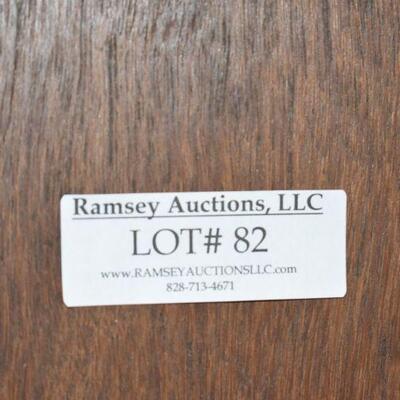 Ramsey Auctions, LLC
LOT# 82
www.RAMSEYAUCTIONSLLC.com
828-713-4671